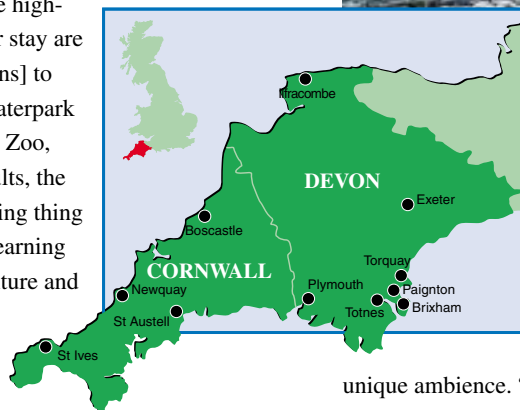 e high-
r stay are
ns] to
aterpark
Zoo,
lts, the
ing thing
earning
ture and
Ilfracombe
DEVON
Exeter
Boscastle
Torquay
CORNWALL
Newquay
Plymouth
Paignton
St Austell
Totnes
Brixham
St Ives
unique ambience.